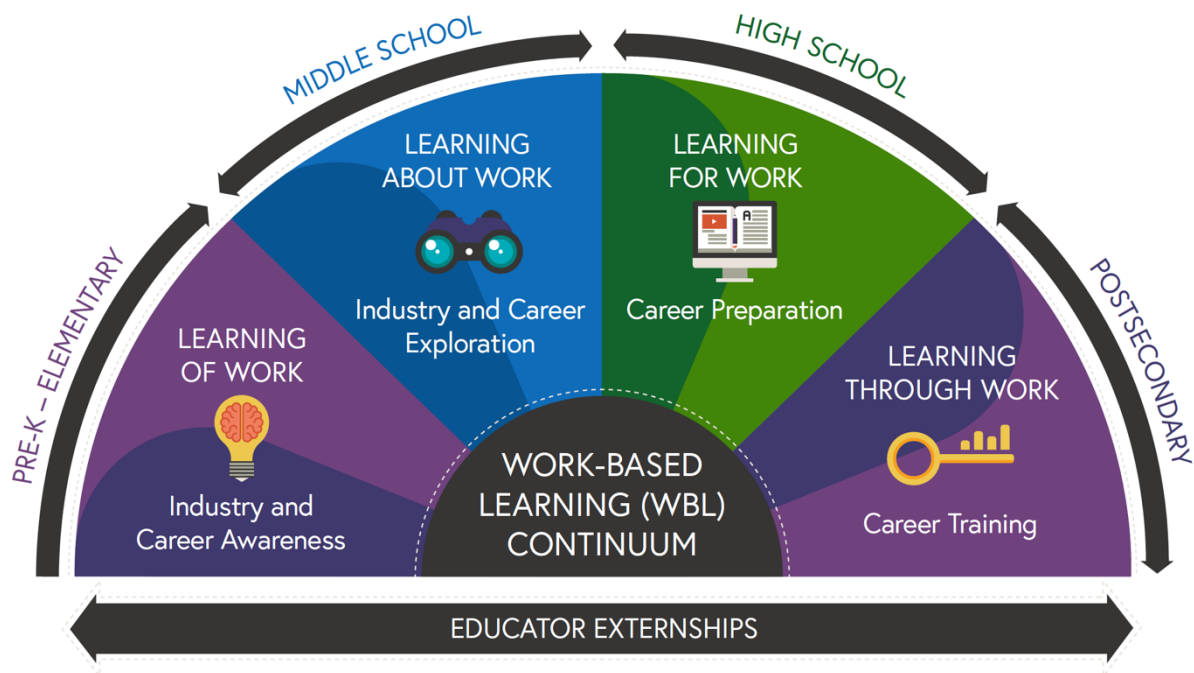 MIDDLE SCHOOL
HIGH SCHOOL
PRE-K – ELEMENTARY
POSTSECONDARY
LEARNING
OF WORK
Industry and
Career Awareness
LEARNING
ABOUT WORK
Industry and Career
Exploration
LEARNING
FOR WORK
A
Career Preparation
LEARNING
THROUGH WORK
Career Training
WORK-BASED
LEARNING (WBL)
CONTINUUM
EDUCATOR EXTERNSHIPS